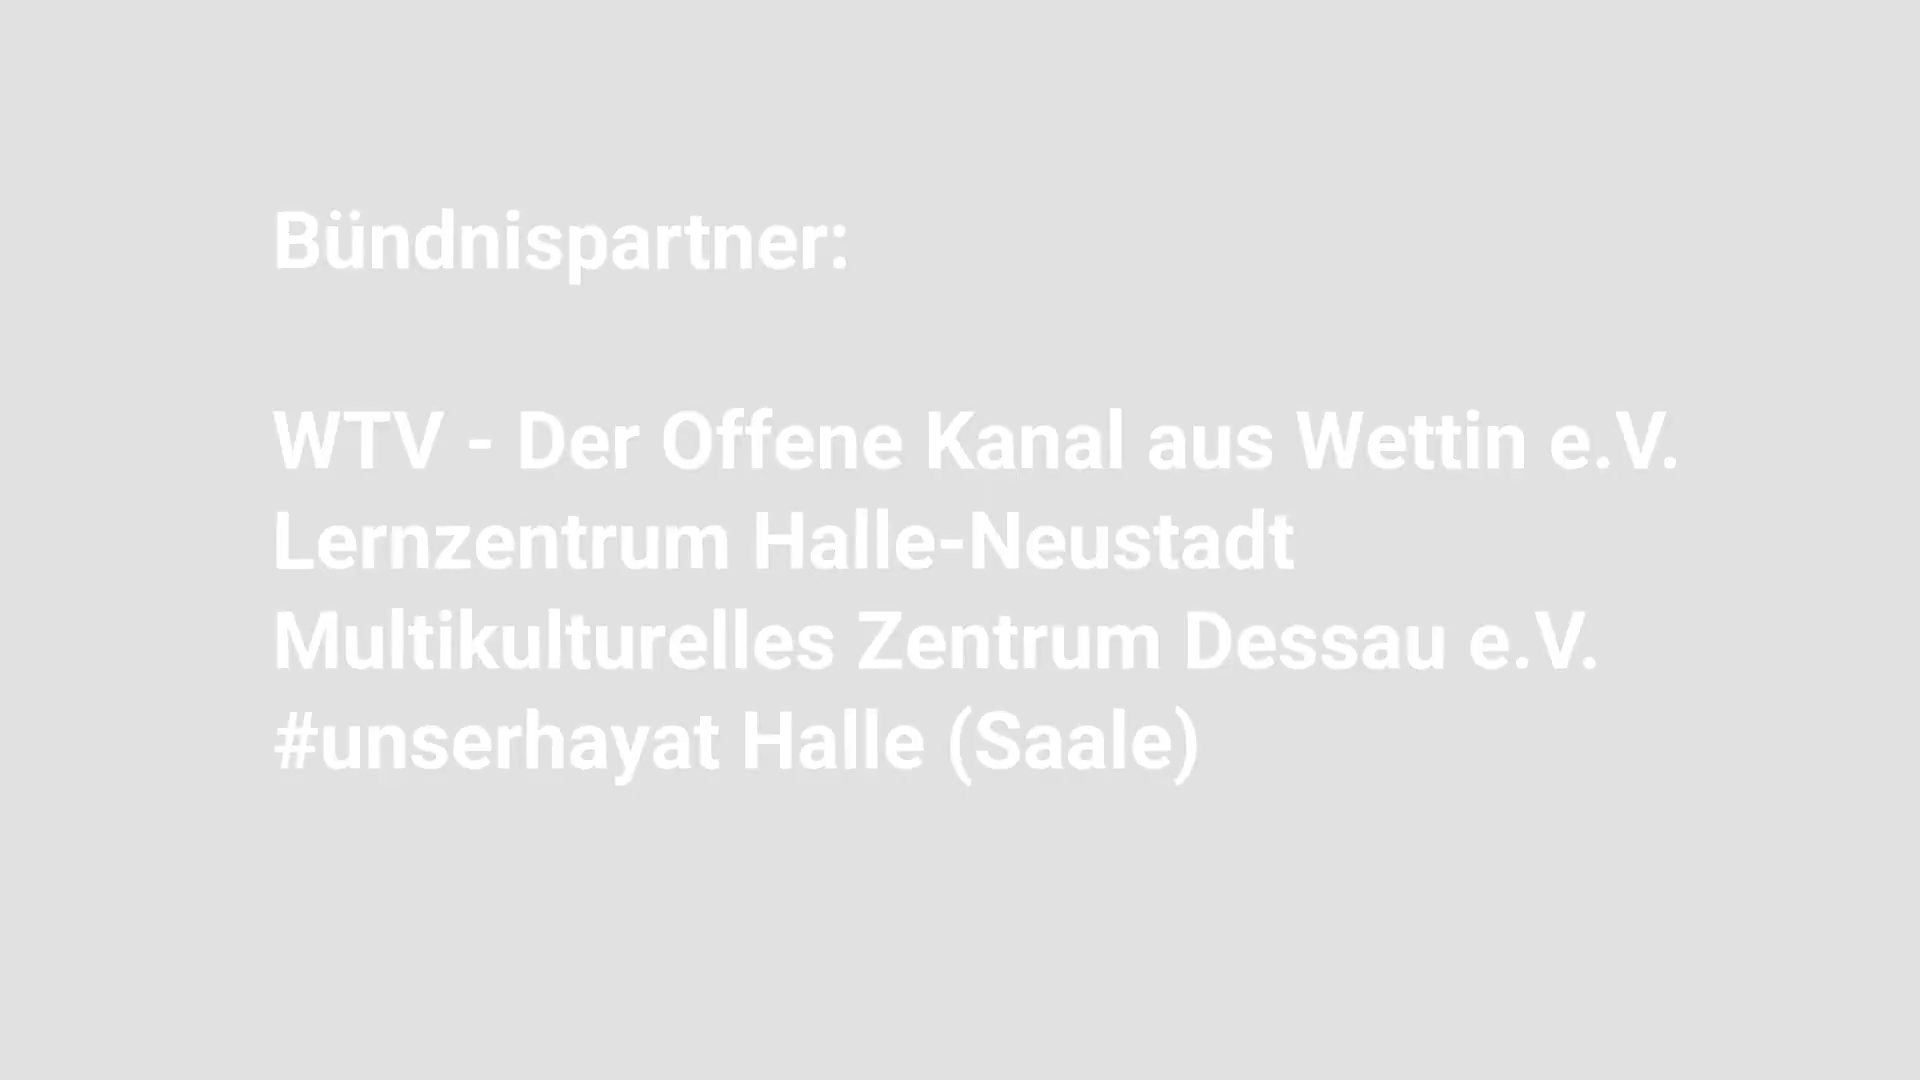 Bündnispartner:
WTV - Der Offene Kanal aus Wettin e.V.
Lernzentrum Halle-Neustadt
Multikulturelles Zentrum Dessau e.V.
#unserhayat Halle (Saale)